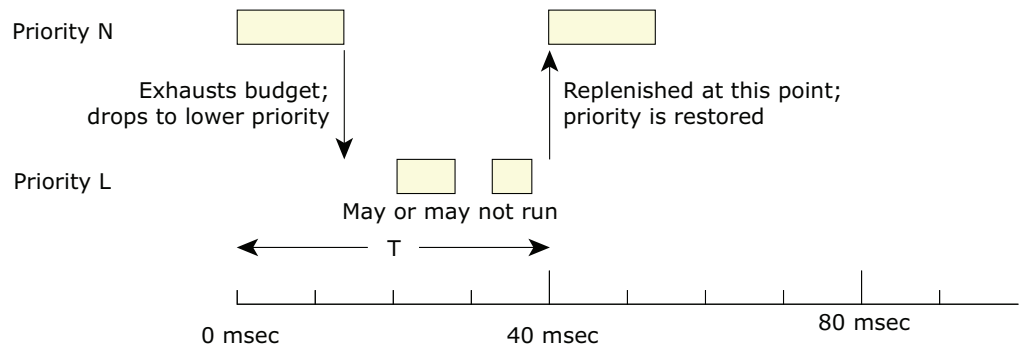 Priority N
Exhausts budget;
drops to lower priority
Replenished at this point;
priority is restored
Priority L
May or may not run
T
0 msec
40 msec
80 msec